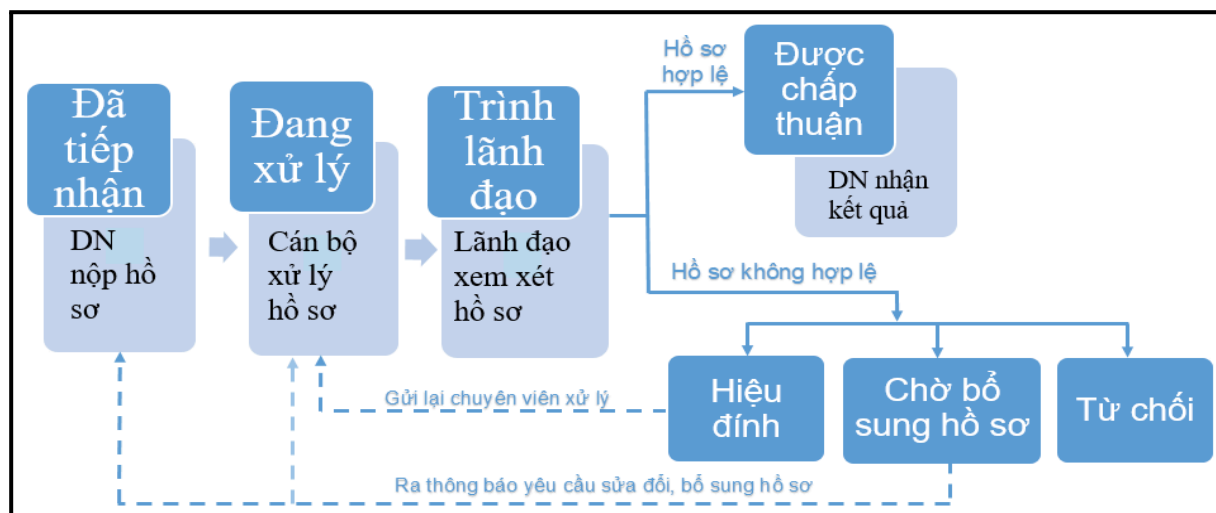 Đã
tiếp
nhận
DN
nộp hồ
sơ
Đang
xử lý
Cán bộ
xử lý
hồ sơ
Trình
lãnh
đạo
Lãnh đạo
xem xét
hồ sơ
Hồ sơ
hợp lệ
Được
chấp
thuận
DN nhận
kết quả
Hồ sơ không hợp lệ
Hiệu
đính
Chờ bổ
sung hồ sơ
Từ chối
Gửi lại chuyên viên xử lý
Ra thông báo yêu cầu sửa đổi, bổ sung hồ sơ